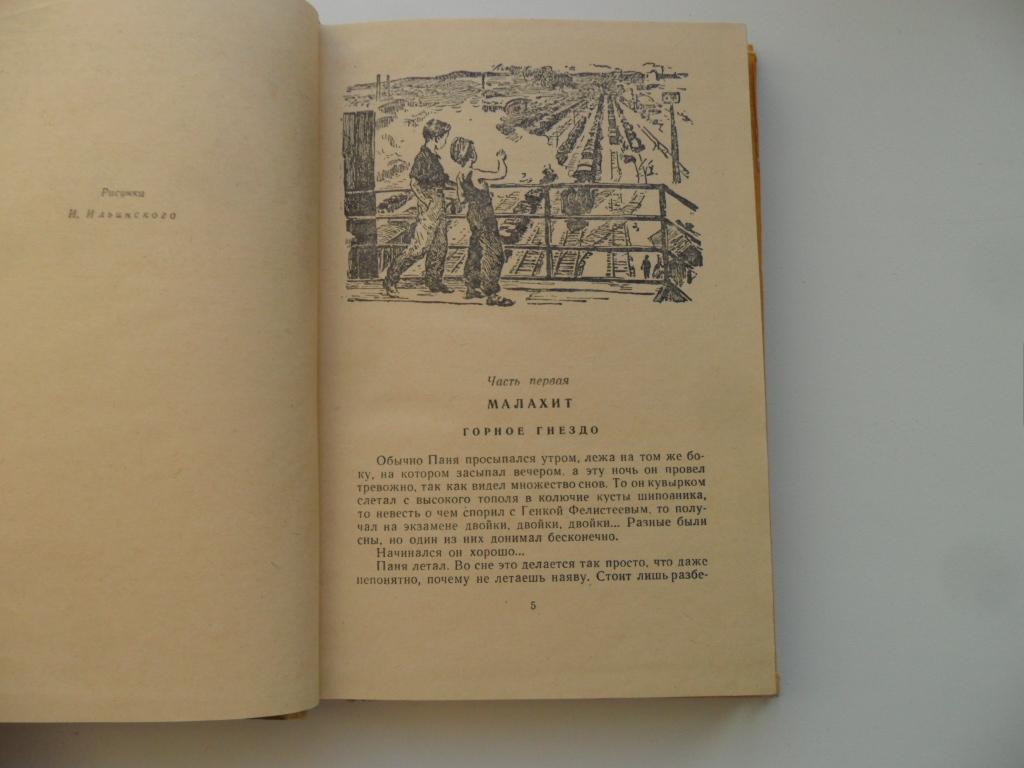 Рисунки
И. Ильинского
Часть первая
МАЛАХИТ
ГОРНОЕ ГНЕЗДО
Обычно Паня просыпался утром, лежа на том же бо-
ку, на котором засыпал вечером, а эту ночь он провел
тревожно, так как видел множество снов. То он кувырком
слетал с высокого тополя в колючие кусты шиповника,
то невесть о чем спорил с Генкой Фелистеевым, то полу-
чал на экзамене двойки, двойки, двойки... Разные были
сны, но один из них донимал бесконечно.
Начинался он хорошо...
Паня летал. Во сне это делается так просто, что даже
непонятно, почему не летаешь наяву. Стоит лишь разбе-
5